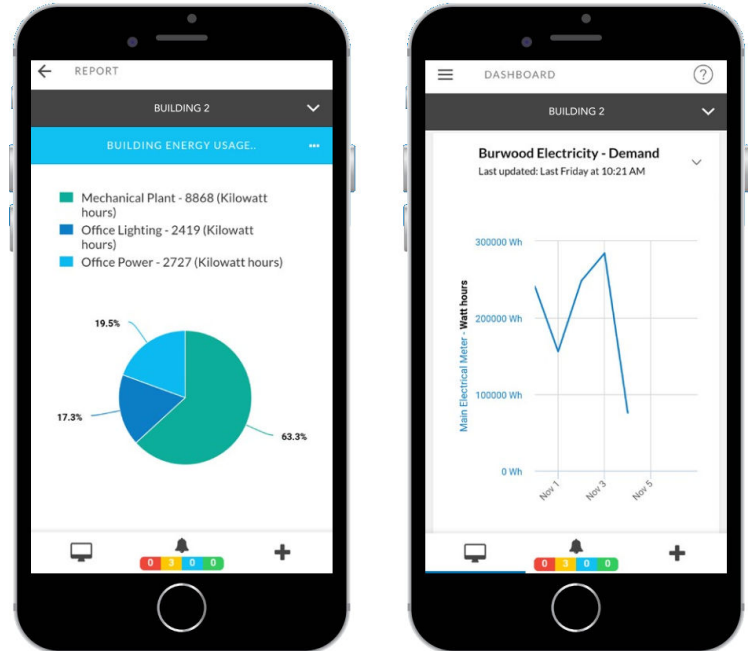 REPORT
BUILDING 2
BUILDING ENERGY USAGE..
Mechanical Plant - 8868 (Kilowatt
hours)
Office Lighting - 2419 (Kilowatt
hours)
Office Power - 2727 (Kilowatt hours)
19.5%
17.3%
63.3%
0 3 0 0
DASHBOARD
?
BUILDING 2
Burwood Electricity - Demand
Last updated: Last Friday at 10:21 AM
Main Electrical Meter - Watt hours
300000 Wh
200000 Wh
100000 Wh
0 Wh
Nov 1
Nov 3
Nov 5
0 3 0 0